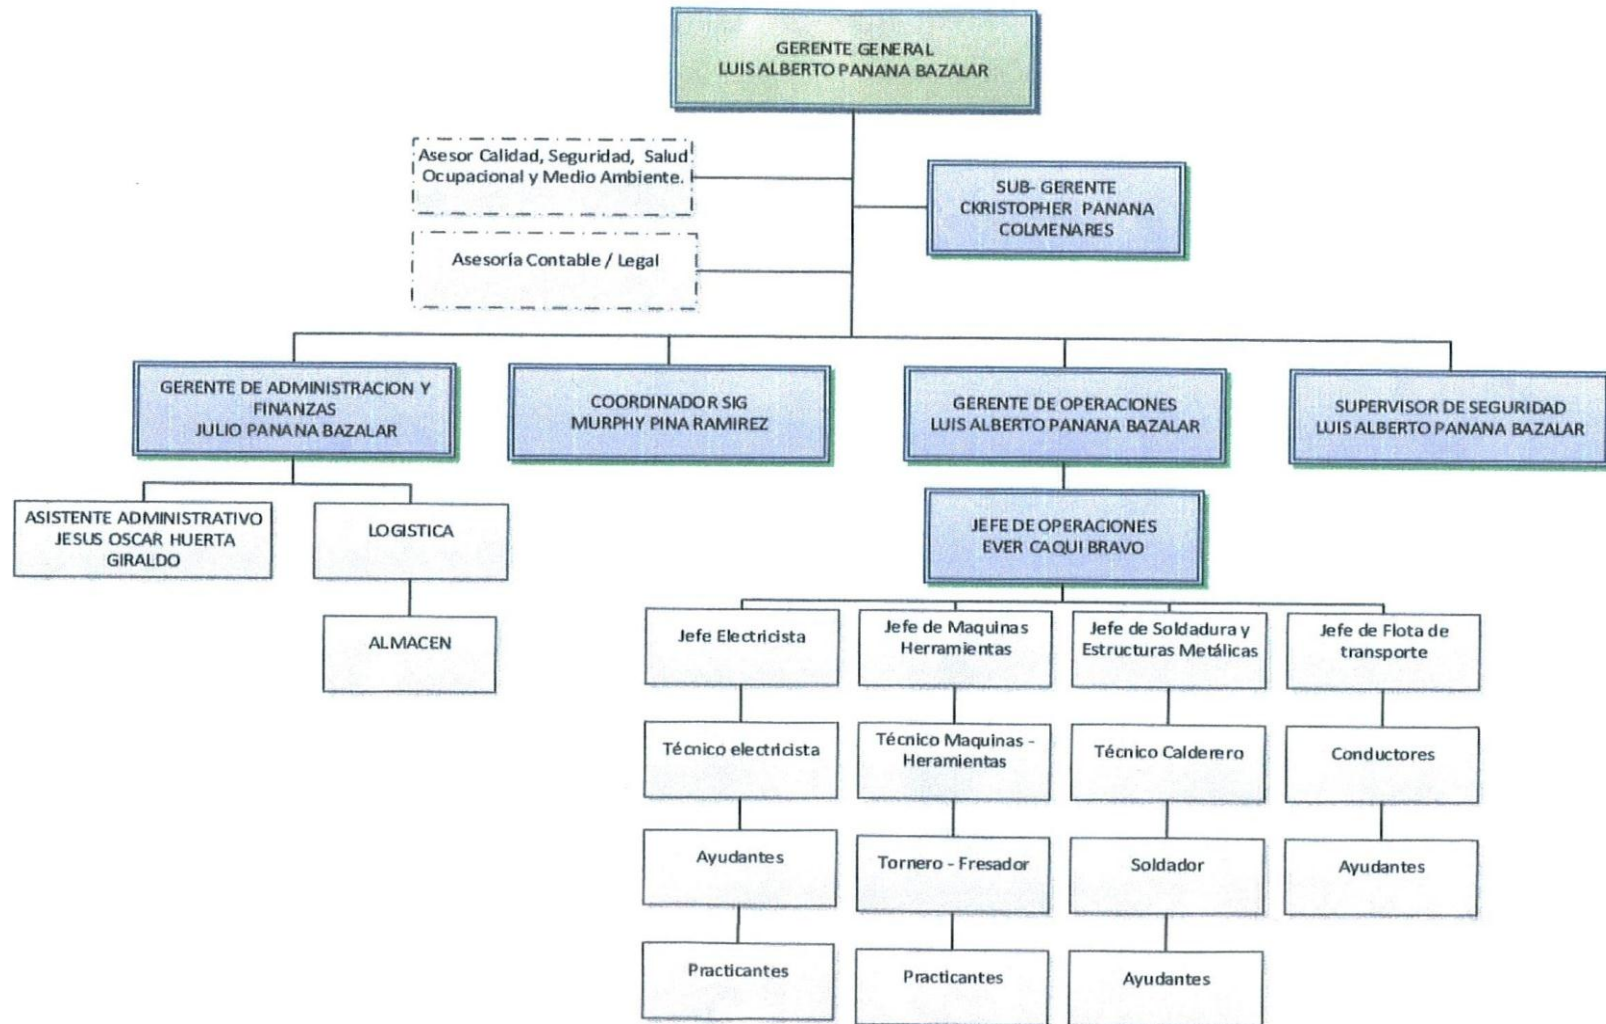 GERENTE GENERAL
LUIS ALBERTO PANANA BAZALAR
Asesor Calidad, Seguridad, Salud
Ocupacional y Medio Ambiente.
SUB- GERENTE
CKRISTOPHER PANANA
COLMENARES
Asesoría Contable / Legal
GERENTE DE ADMINISTRACION Y
FINANZAS
JULIO PANANA BAZALAR
COORDINADOR SIG
MURPHY PINA RAMIREZ
GERENTE DE OPERACIONES
LUIS ALBERTO PANANA BAZALAR
SUPERVISOR DE SEGURIDAD
LUIS ALBERTO PANANA BAZALAR
ASISTENTE ADMINISTRATIVO
JESUS OSCAR HUERTA
GIRALDO
LOGISTICA
JEFE DE OPERACIONES
EVER CAQUI BRAVO
ALMACEN
Jefe Electricista
Jefe de Maquinas
Herramientas
Jefe de Soldadura y
Estructuras Metálicas
Jefe de Flota de
transporte
Técnico electricista
Técnico Maquinas -
Heramientas
Técnico Calderero
Conductores
Ayudantes
Tornero - Fresador
Soldador
Ayudantes
Practicantes
Practicantes
Ayudantes